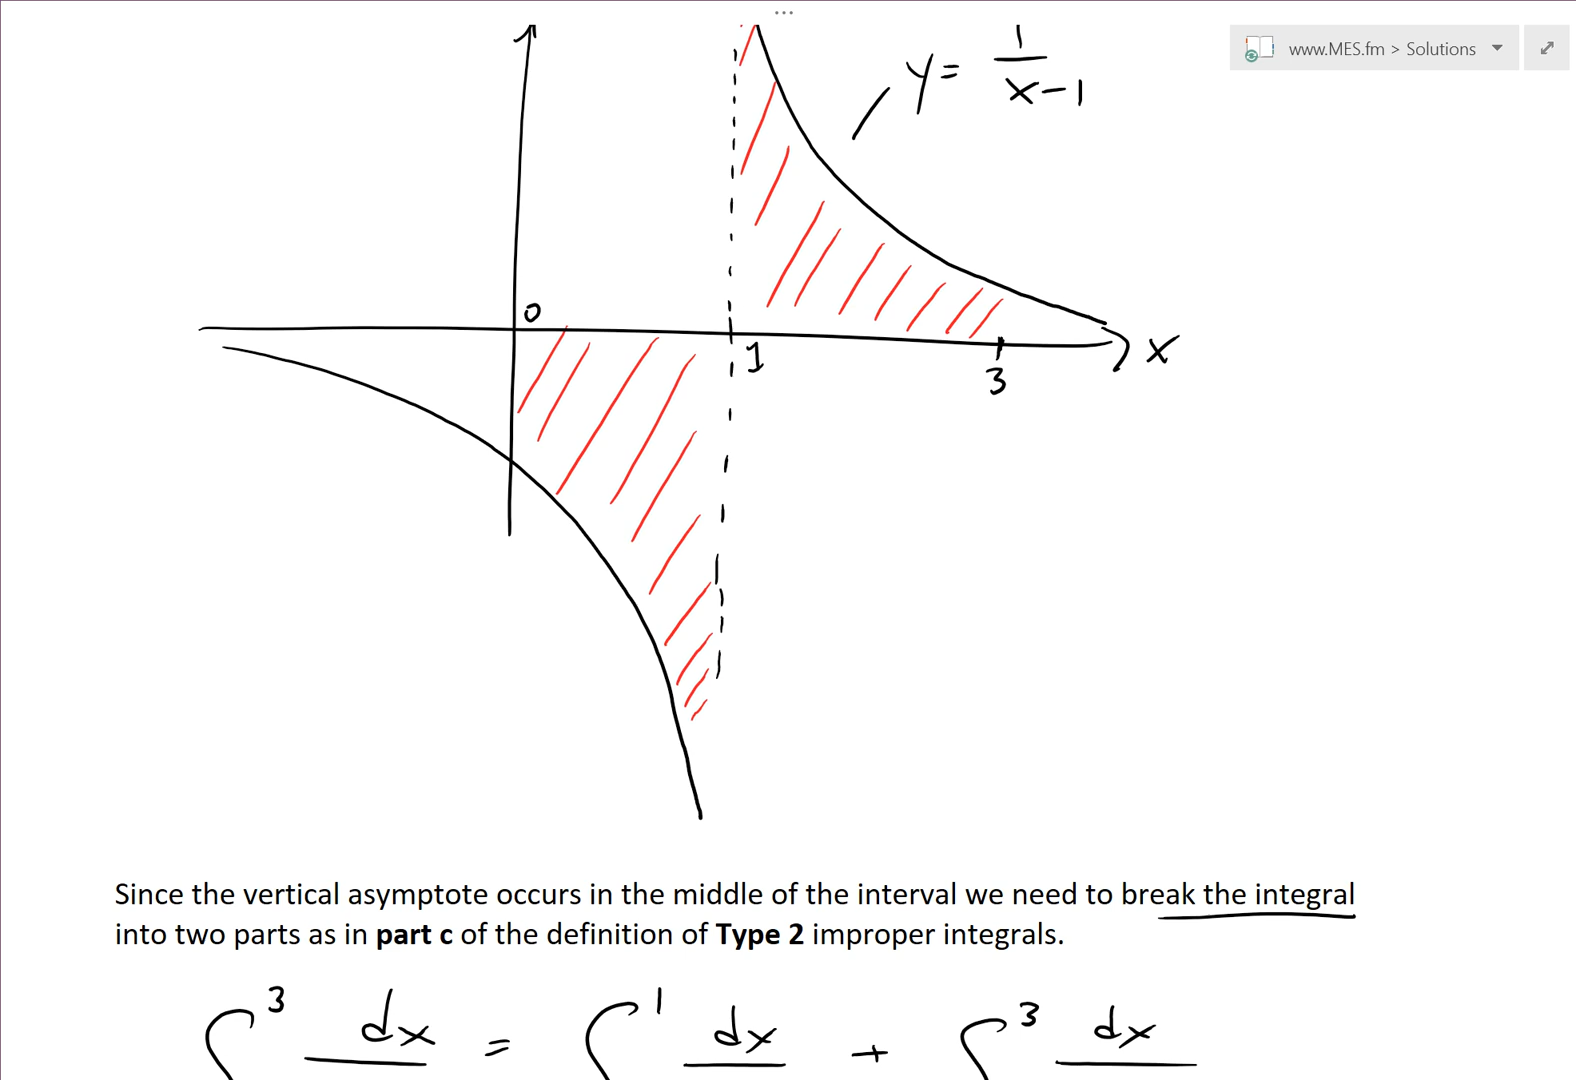 www.MES.fm > Solutions
y = 1
x-1
0
1
3
x
Since the vertical asymptote occurs in the middle of the interval we need to break the integral
into two parts as in part c of the definition of Type 2 improper integrals.
∫ 3 dx = ∫ 1 dx + ∫ 3 dx